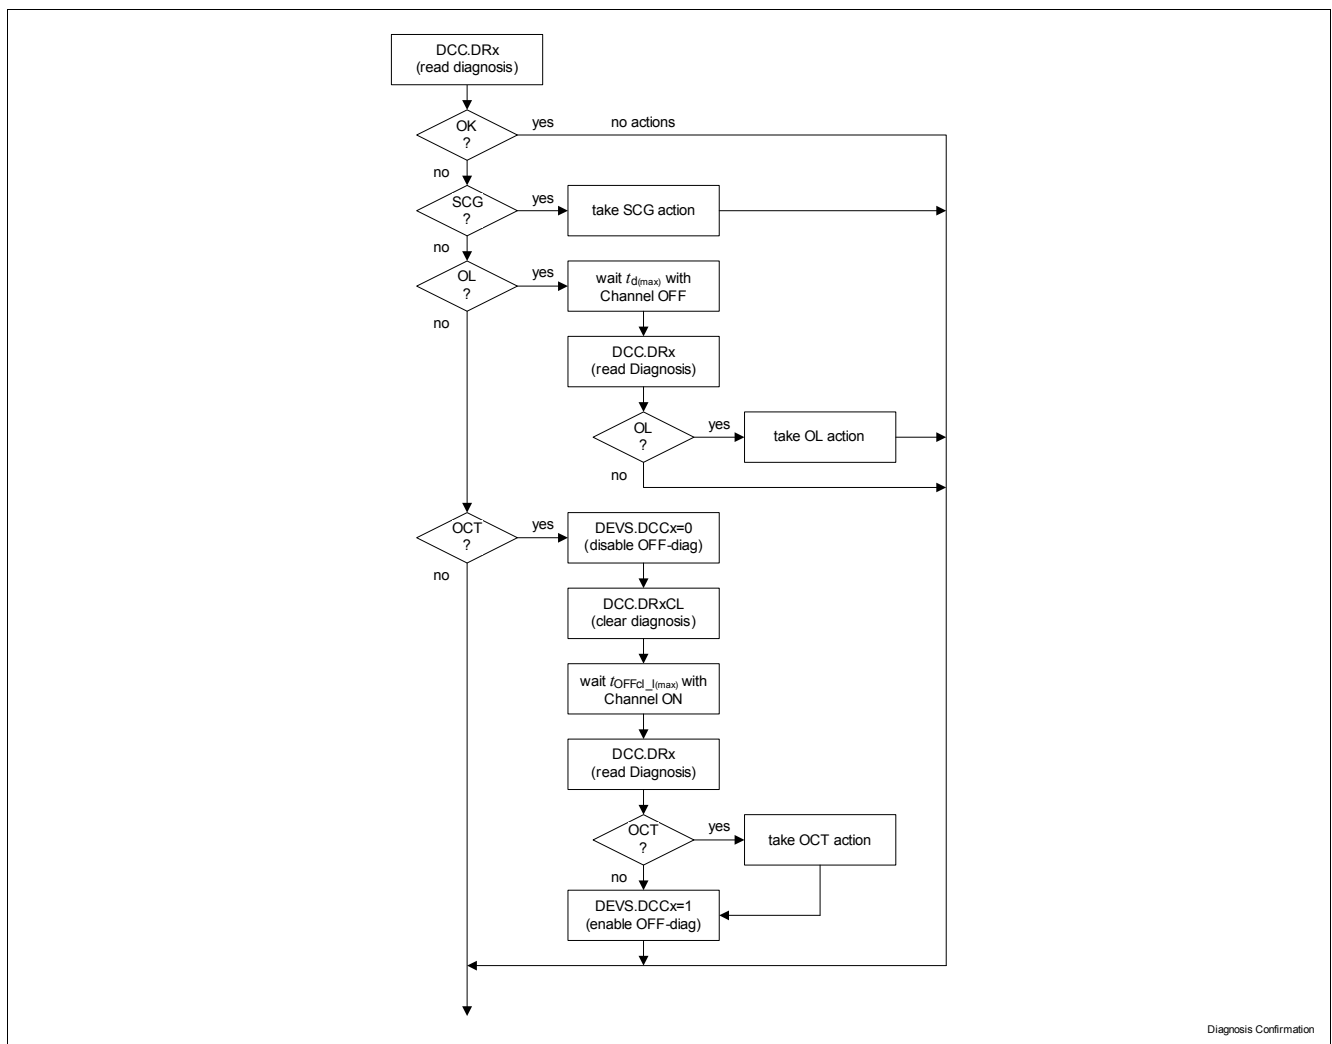 DCC.DRx
(read diagnosis)
OK
?
yes
no actions
no
SCG
?
yes
take SCG action
no
OL
?
yes
wait td(max) with
Channel OFF
no
DCC.DRx
(read Diagnosis)
OL
?
yes
take OL action
no
OCT
?
yes
DEVS.DCCx=0
(disable OFF-diag)
no
DCC.DRxCL
(clear diagnosis)
wait tOFFcl_l(max) with
Channel ON
DCC.DRx
(read Diagnosis)
OCT
?
yes
take OCT action
no
DEVS.DCCx=1
(enable OFF-diag)
Diagnosis Confirmation